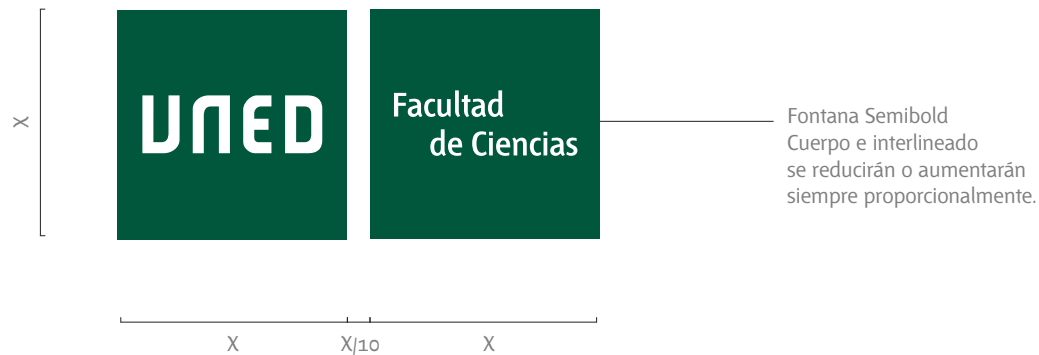 X
UNED
Facultad
de Ciencias
Fontana Semibold
Cuerpo e interlineado
se reducirán o aumentarán
siempre proporcionalmente.
X
X/10
X